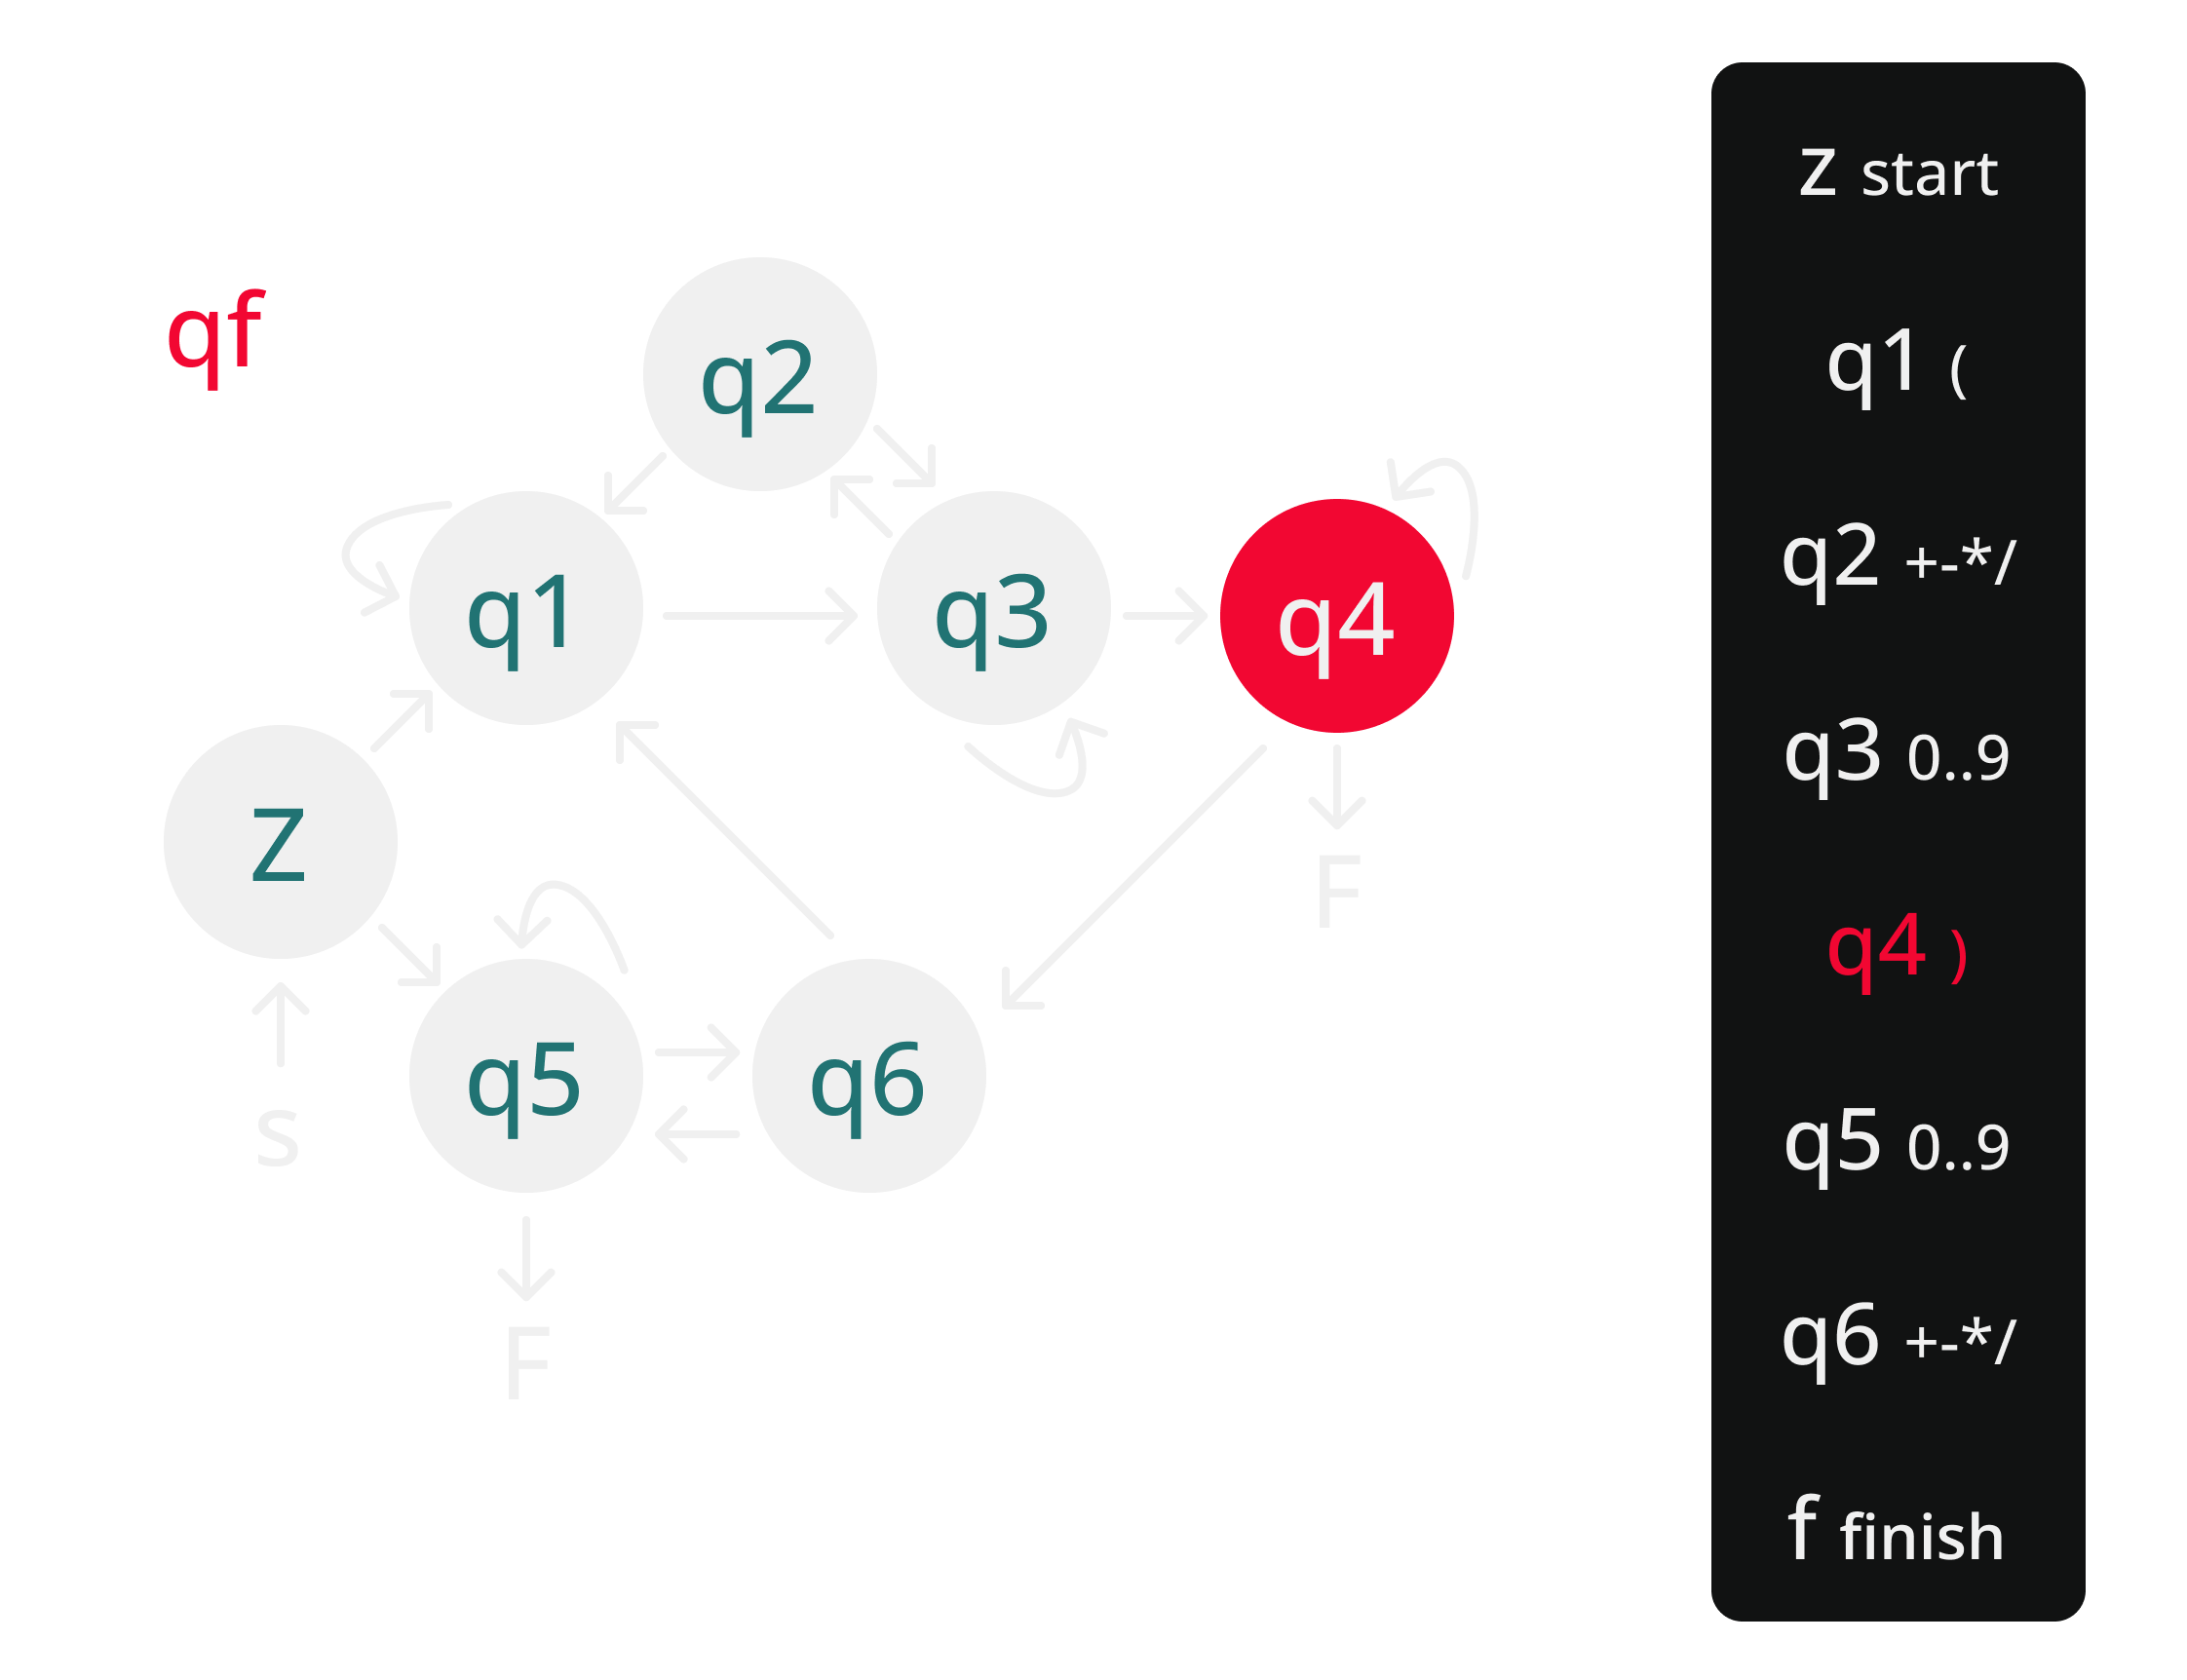 qf
q2
q1
q3
q4
Z
F
q5
q6
s
F
Z start
q1 (
q2 +-*/
q3 0..9
q4 )
q5 0..9
q6 +-*/
f finish